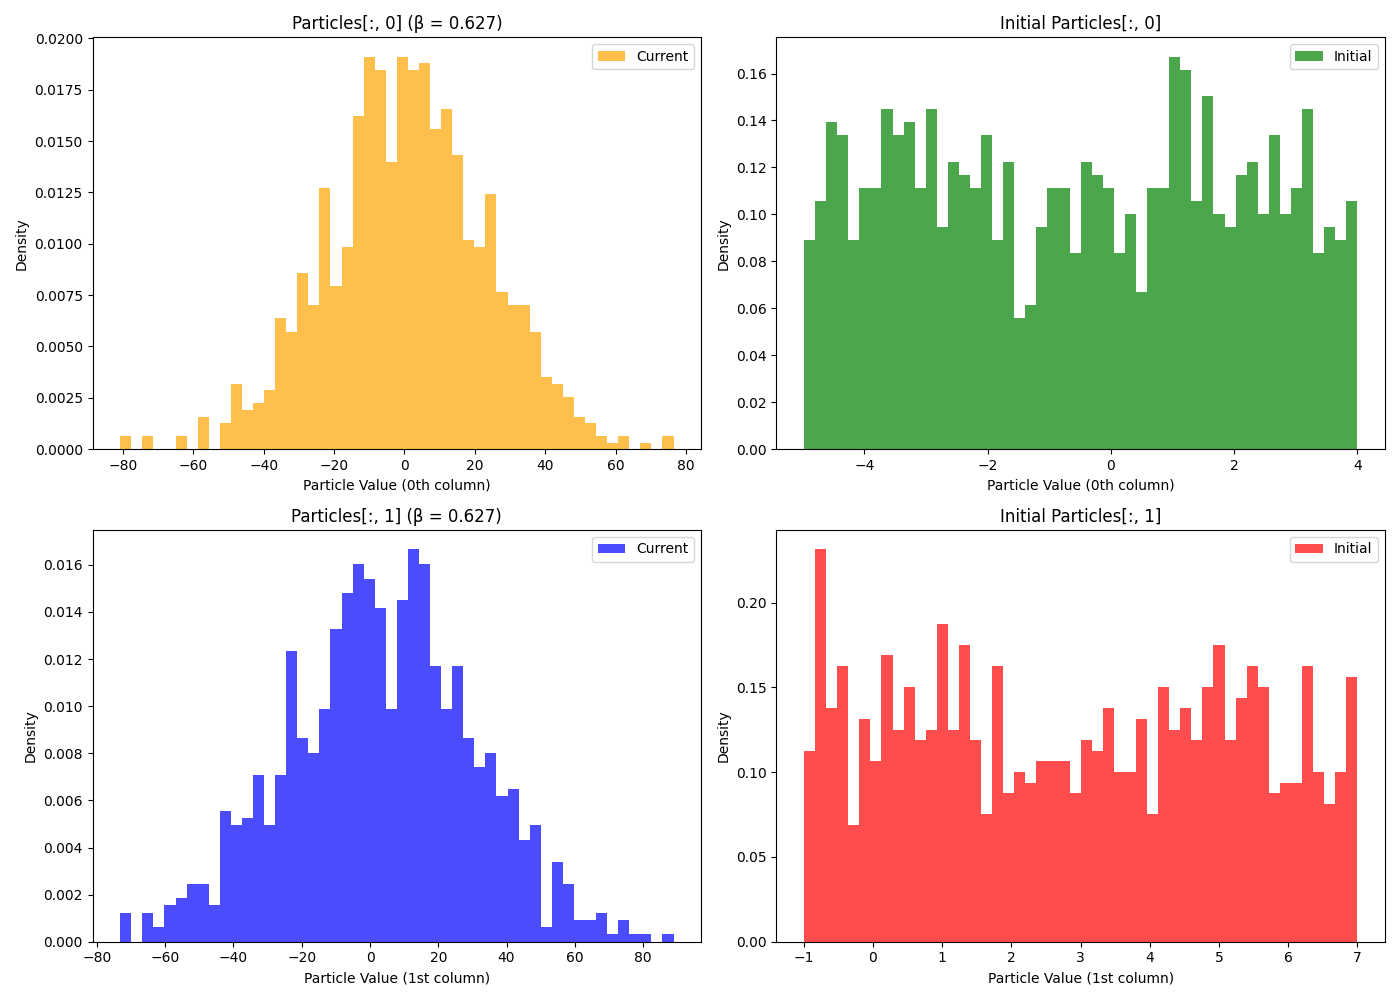 Particles[:, 0] (β = 0.627)
Density
0.0200
0.0175
0.0150
0.0125
0.0100
0.0075
0.0050
0.0025
0.0000
Current
−80 −60 −40 −20 0 20 40 60 80
Particle Value (0th column)
Initial Particles[:, 0]
Density
0.16
0.14
0.12
0.10
0.08
0.06
0.04
0.02
0.00
Initial
−4 −2 0 2 4
Particle Value (0th column)
Particles[:, 1] (β = 0.627)
Density
0.016
0.014
0.012
0.010
0.008
0.006
0.004
0.002
0.000
Current
−80 −60 −40 −20 0 20 40 60 80
Particle Value (1st column)
Initial Particles[:, 1]
Density
0.20
0.15
0.10
0.05
0.00
Initial
−1 0 1 2 3 4 5 6 7
Particle Value (1st column)